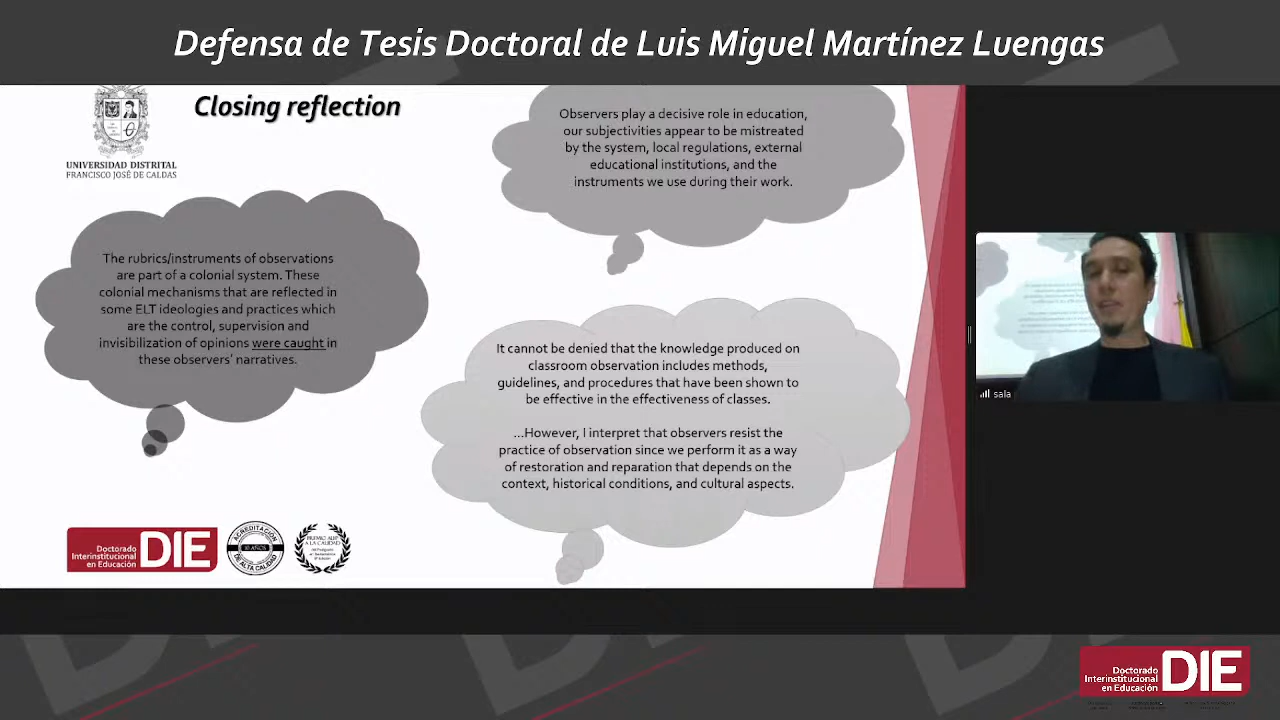 Defensa de Tesis Doctoral de Luis Miguel Martínez Luengas
Closing reflection
UNIVERSIDAD DISTRITAL
FRANCISCO JOSÉ DE CALDAS
Observers play a decisive role in education,
our subjectivities appear to be mistreated
by the system, local regulations, external
educational institutions, and the
instruments we use during their work.
The rubrics/instruments of observations
are part of a colonial system. These
colonial mechanisms that are reflected in
some ELT ideologies and practices which
are the control, supervision and
invisibilization of opinions were caught in
these observers' narratives.
It cannot be denied that the knowledge produced on
classroom observation includes methods,
guidelines, and procedures that have been shown to
be effective in the effectiveness of classes.
...However, I interpret that observers resist the
practice of observation since we perform it as a way
of restoration and reparation that depends on the
context, historical conditions, and cultural aspects.
sala
Doctorado
Interinstitucional
en Educación
DIE
ACREDITACIÓN
10 AÑOS
DE ALTA CALIDAD
PREMIO AUIP
A LA CALIDAD
Doctorado
Interinstitucional
en Educación
DIE